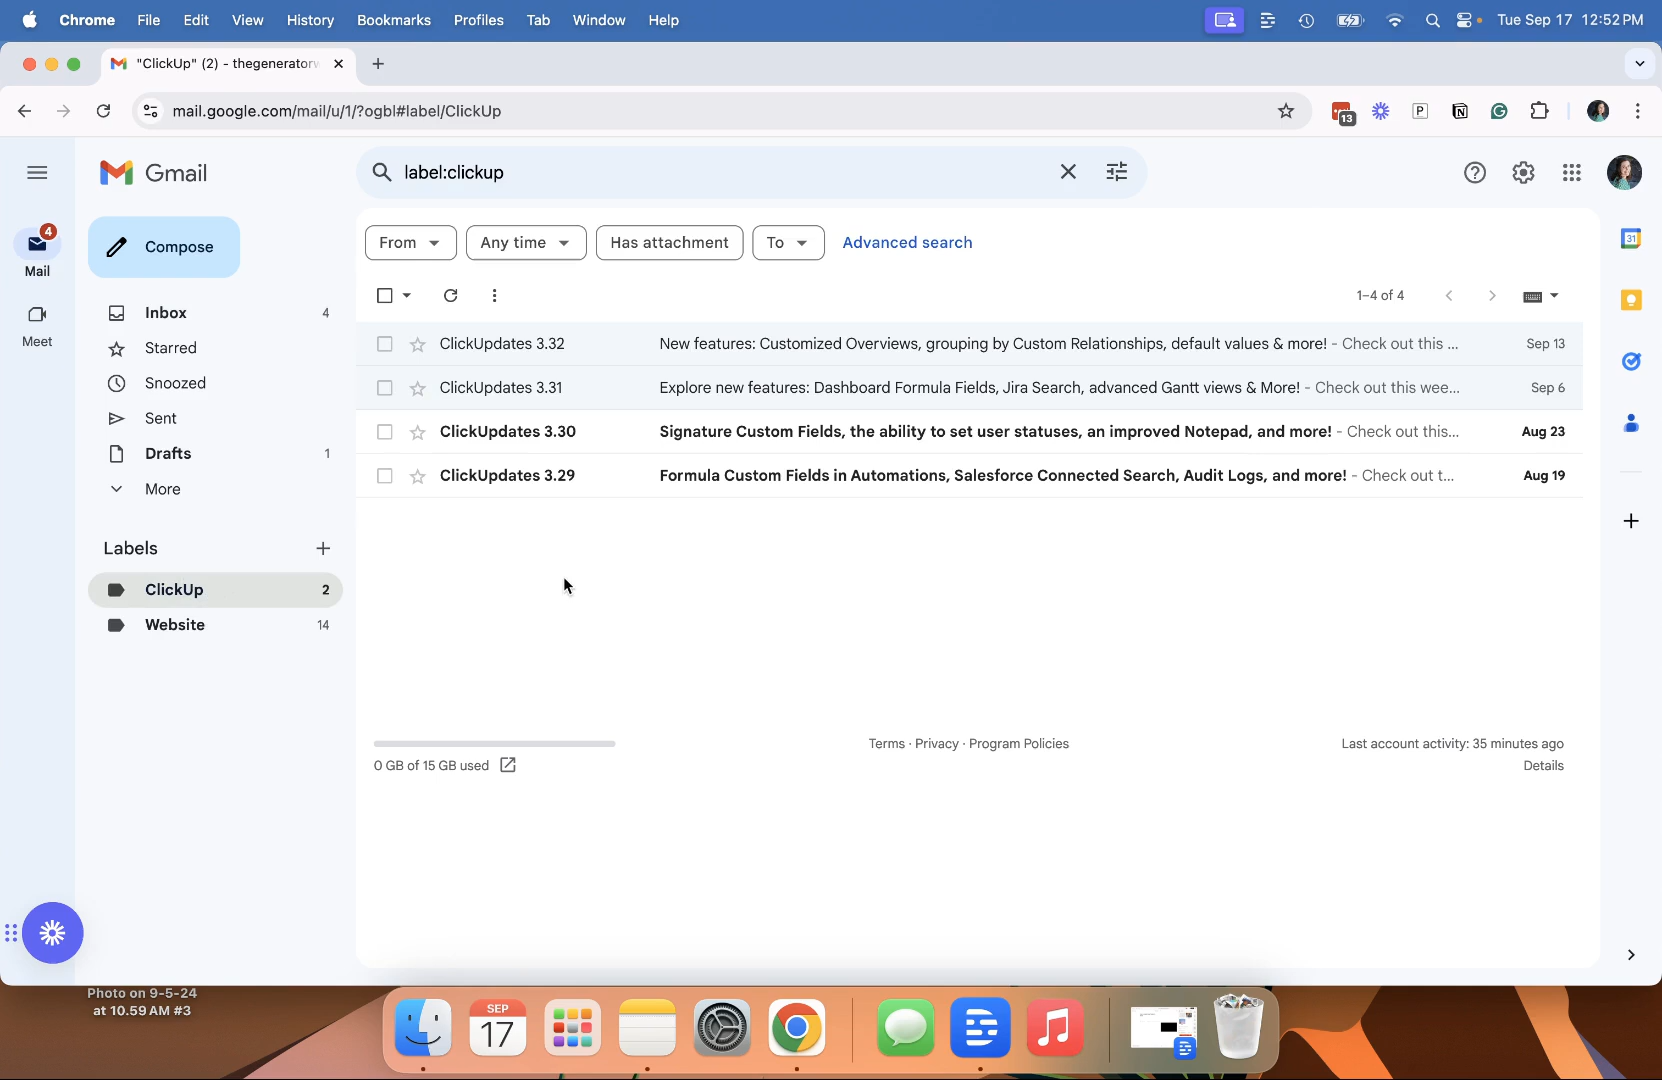 Chrome File Edit View History Bookmarks Profiles Tab Window Help Tue Sep 17 12:52 PM
"ClickUp" (2) - thegeneratorw
mail.google.com/mail/u/1/?ogbl#label/ClickUp
13
P
N
G
4
Mail
Meet
Gmail
label:clickup
Compose
Inbox 4
Starred
Snoozed
Sent
Drafts 1
More
Labels
ClickUp 2
Website 14
From Any time Has attachment To Advanced search
1–4 of 4
ClickUpdates 3.32 New features: Customized Overviews, grouping by Custom Relationships, default values & more! - Check out this ... Sep 13
ClickUpdates 3.31 Explore new features: Dashboard Formula Fields, Jira Search, advanced Gantt views & More! - Check out this wee... Sep 6
ClickUpdates 3.30 Signature Custom Fields, the ability to set user statuses, an improved Notepad, and more! - Check out this... Aug 23
ClickUpdates 3.29 Formula Custom Fields in Automations, Salesforce Connected Search, Audit Logs, and more! - Check out t... Aug 19
0 GB of 15 GB used
Terms · Privacy · Program Policies
Last account activity: 35 minutes ago
Details
31
Photo on 9-5-24
at 10.59 AM #3
SEP
17